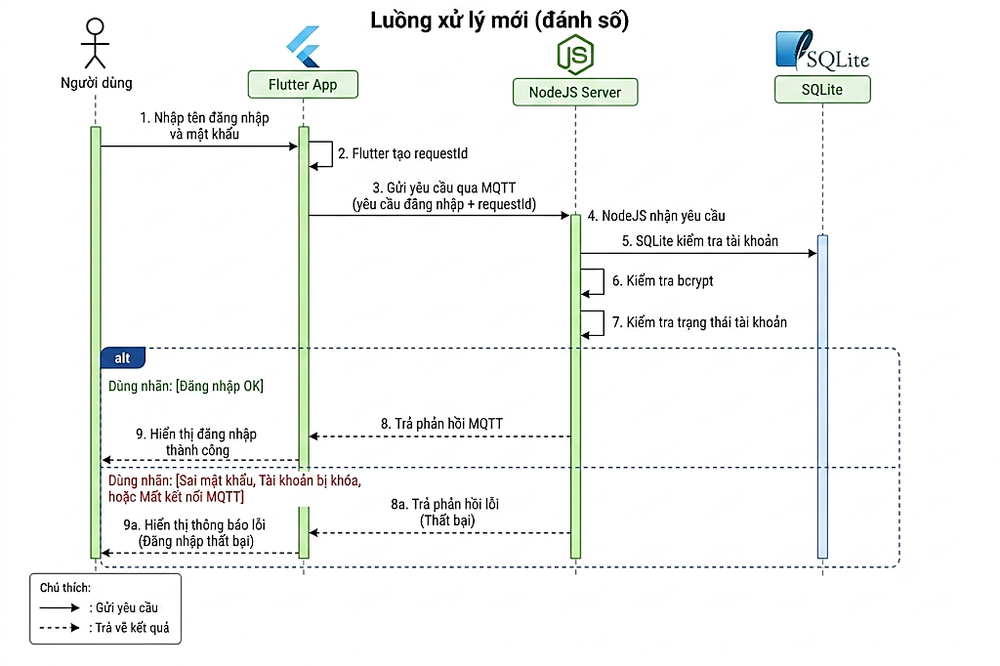 Luồng xử lý mới (đánh số)
JS
SQLite
Người dùng
Flutter App
NodeJS Server
SQLite
1. Nhập tên đăng nhập
và mật khẩu
2. Flutter tạo requestId
3. Gửi yêu cầu qua MQTT
(yêu cầu đăng nhập + requestId)
4. NodeJS nhận yêu cầu
5. SQLite kiểm tra tài khoản
6. Kiểm tra bcrypt
7. Kiểm tra trạng thái tài khoản
alt
Dùng nhãn: [Đăng nhập OK]
8. Trả phản hồi MQTT
9. Hiển thị đăng nhập
thành công
Dùng nhãn: [Sai mật khẩu, Tài khoản bị khóa,
hoặc Mất kết nối MQTT]
8a. Trả phản hồi lỗi
(Thất bại)
9a. Hiển thị thông báo lỗi
(Đăng nhập thất bại)
Chú thích:
: Gửi yêu cầu
: Trả về kết quả